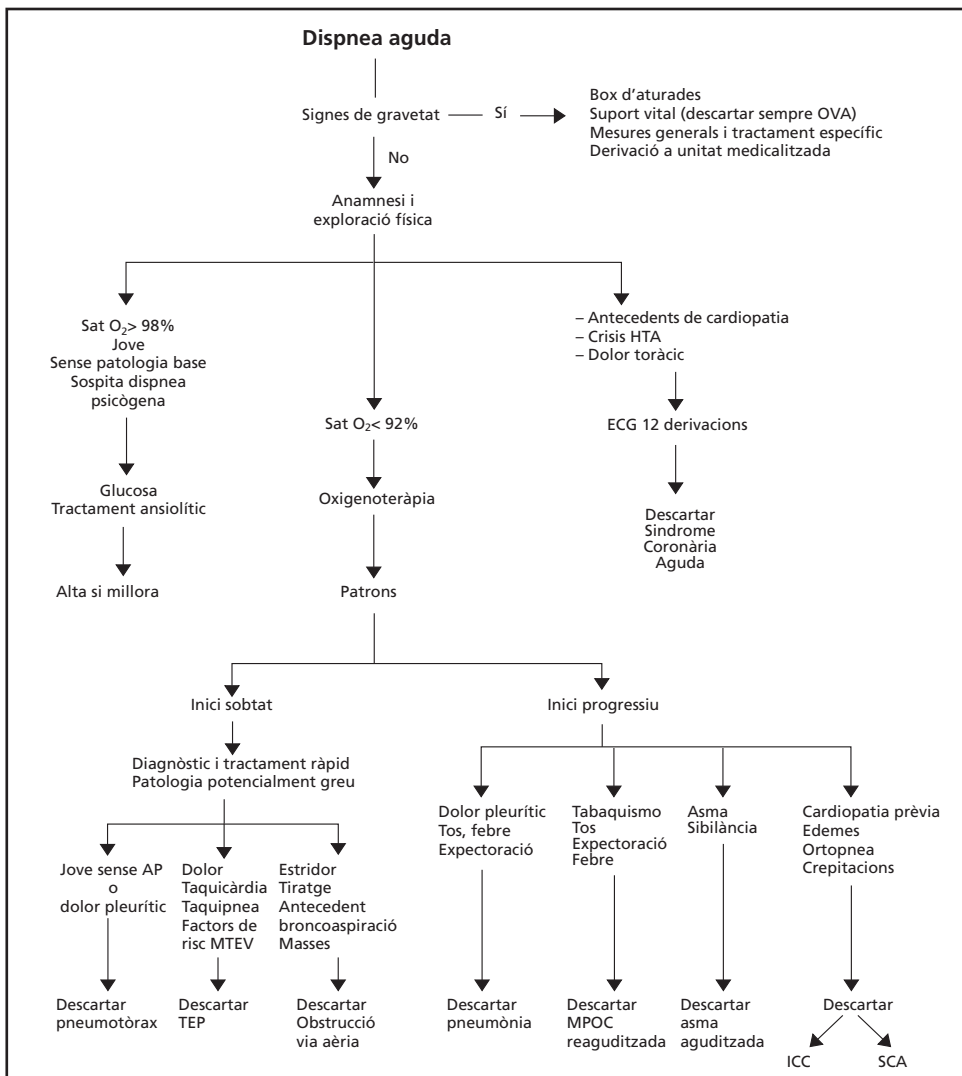 Dispnea aguda
Signes de gravetat
Sí
Box d'aturades
Suport vital (descartar sempre OVA)
Mesures generals i tractament específic
Derivació a unitat medicalitzada
No
Anamnesi i
exploració física
Sat O₂> 98%
Jove
Sense patologia base
Sospita dispnea
psicògena
Glucosa
Tractament ansiolític
Alta si millora
Sat O₂< 92%
Oxigenoteràpia
Patrons
– Antecedents de cardiopatia
– Crisis HTA
– Dolor toràcic
ECG 12 derivacions
Descartar
Sindrome
Coronària
Aguda
Inici sobtat
Diagnòstic i tractament ràpid
Patologia potencialment greu
Jove sense AP
o
dolor pleurític
Descartar
pneumotòrax
Dolor
Taquicàrdia
Taquipnea
Factors de
risc MTEV
Descartar
TEP
Estridor
Tiratge
Antecedent
broncoaspiració
Masses
Descartar
Obstrucció
via aèria
Inici progressiu
Dolor pleurític
Tos, febre
Expectoració
Descartar
pneumònia
Tabaquismo
Tos
Expectoració
Febre
Descartar
MPOC
reaguditzada
Asma
Sibilància
Descartar
asma
aguditzada
Cardiopatia prèvia
Edemes
Ortopnea
Crepitacions
Descartar
ICC
SCA